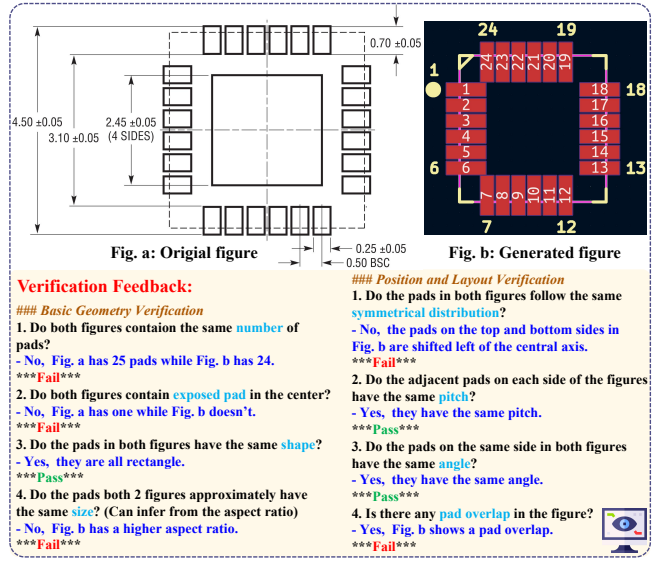 0.70 ±0.05
4.50 ±0.05
3.10 ±0.05
2.45 ±0.05
(4 SIDES)
0.25 ±0.05
0.50 BSC
Fig. a: Origial figure
24 19
24 23 22 21 20 19
1
1 18 18
2 17
3 16
4 15
5 14
6 6 13 13
7 8 9 10 11 12
7 12
Fig. b: Generated figure
Verification Feedback:
### Basic Geometry Verification
1. Do both figures contaion the same number of
pads?
- No, Fig. a has 25 pads while Fig. b has 24.
***Fail***
2. Do both figures contain exposed pad in the center?
- No, Fig. a has one while Fig. b doesn't.
***Fail***
3. Do the pads in both figures have the same shape?
- Yes, they are all rectangle.
***Pass***
4. Do the pads both 2 figures approximately have
the same size? (Can infer from the aspect ratio)
- No, Fig. b has a higher aspect ratio.
***Fail***
### Position and Layout Verification
1. Do the pads in both figures follow the same
symmetrical distribution?
- No, the pads on the top and bottom sides in
Fig. b are shifted left of the central axis.
***Fail***
2. Do the adjacent pads on each side of the figures
have the same pitch?
- Yes, they have the same pitch.
***Pass***
3. Do the pads on the same side in both figures
have the same angle?
- Yes, they have the same angle.
***Pass***
4. Is there any pad overlap in the figure?
- Yes, Fig. b shows a pad overlap.
***Fail***